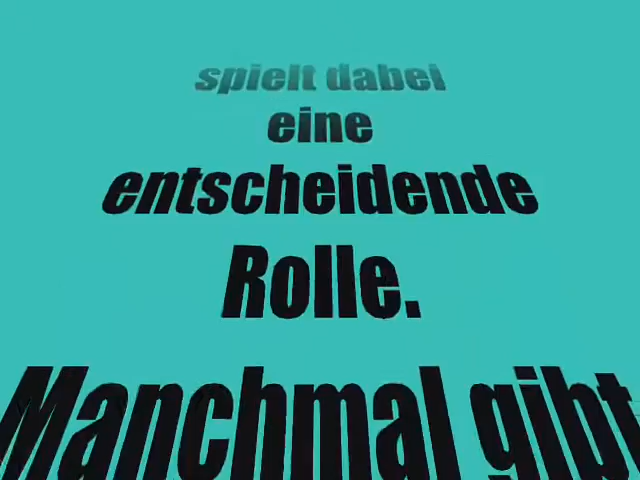 spielt dabei
eine
entscheidende
Rolle.
Manchmal gibt